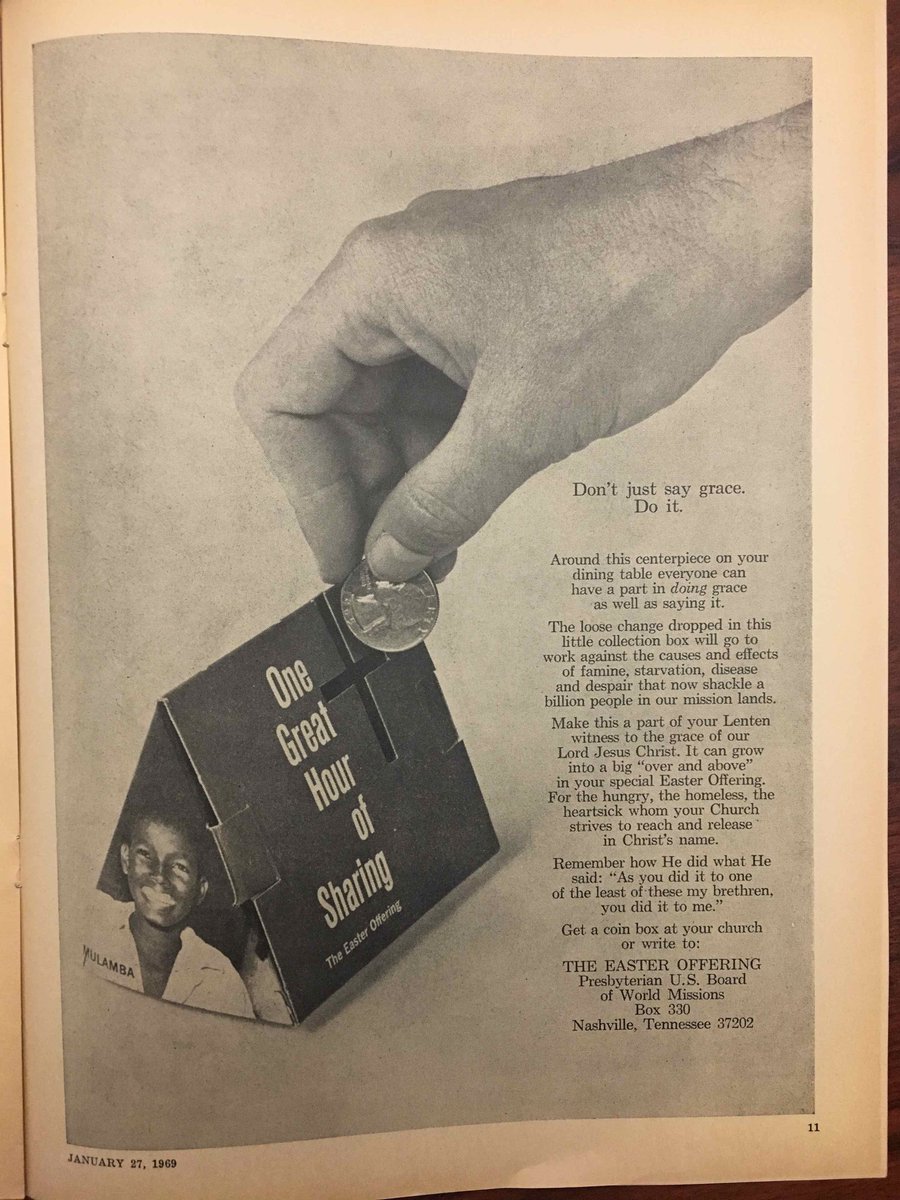 Don't just say grace.
Do it.
Around this centerpiece on your
dining table everyone can
have a part in doing grace
as well as saying it.
The loose change dropped in this
little collection box will go to
work against the causes and effects
of famine, starvation, disease
and despair that now shackle a
billion people in our mission lands.
Make this a part of your Lenten
witness to the grace of our
Lord Jesus Christ. It can grow
into a big “over and above”
in your special Easter Offering.
For the hungry, the homeless, the
heartsick whom your Church
strives to reach and release
in Christ's name.
Remember how He did what He
said: “As you did it to one
of the least of these my brethren,
you did it to me.”
Get a coin box at your church
or write to:
THE EASTER OFFERING
Presbyterian U.S. Board
of World Missions
Box 330
Nashville, Tennessee 37202
One
Great
Hour
of
Sharing
The Easter Offering
MULAMBA
11
JANUARY 27, 1969